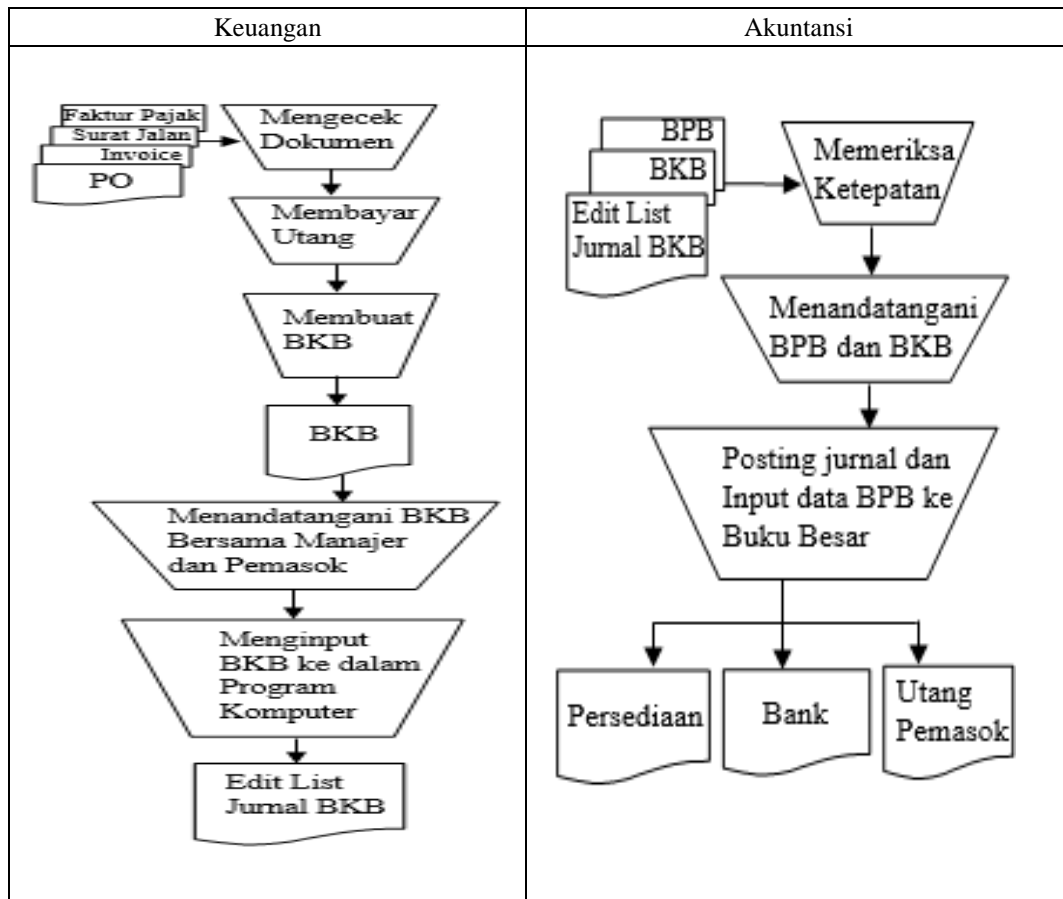 Keuangan
Akuntansi
Faktur Pajak
Surat Jalan
Invoice
PO
Mengecek
Dokumen
Membayar
Utang
Membuat
BKB
BKB
Menandatangani BKB
Bersama Manajer
dan Pemasok
Menginput
BKB ke dalam
Program
Komputer
Edit List
Jurnal BKB
BPB
BKB
Edit List
Jurnal BKB
Memeriksa
Ketepatan
Menandatangani
BPB dan BKB
Posting jurnal dan
Input data BPB ke
Buku Besar
Persediaan
Bank
Utang
Pemasok